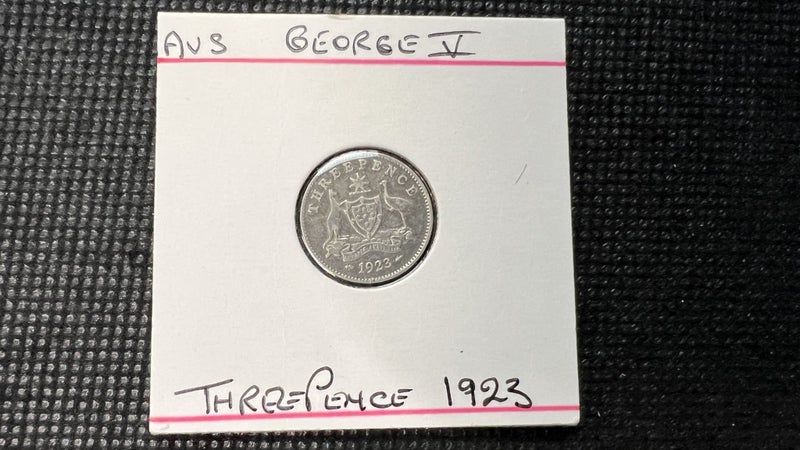 AUS GEORGE V
THREEPENCE
1923
THREEPENCE 1923